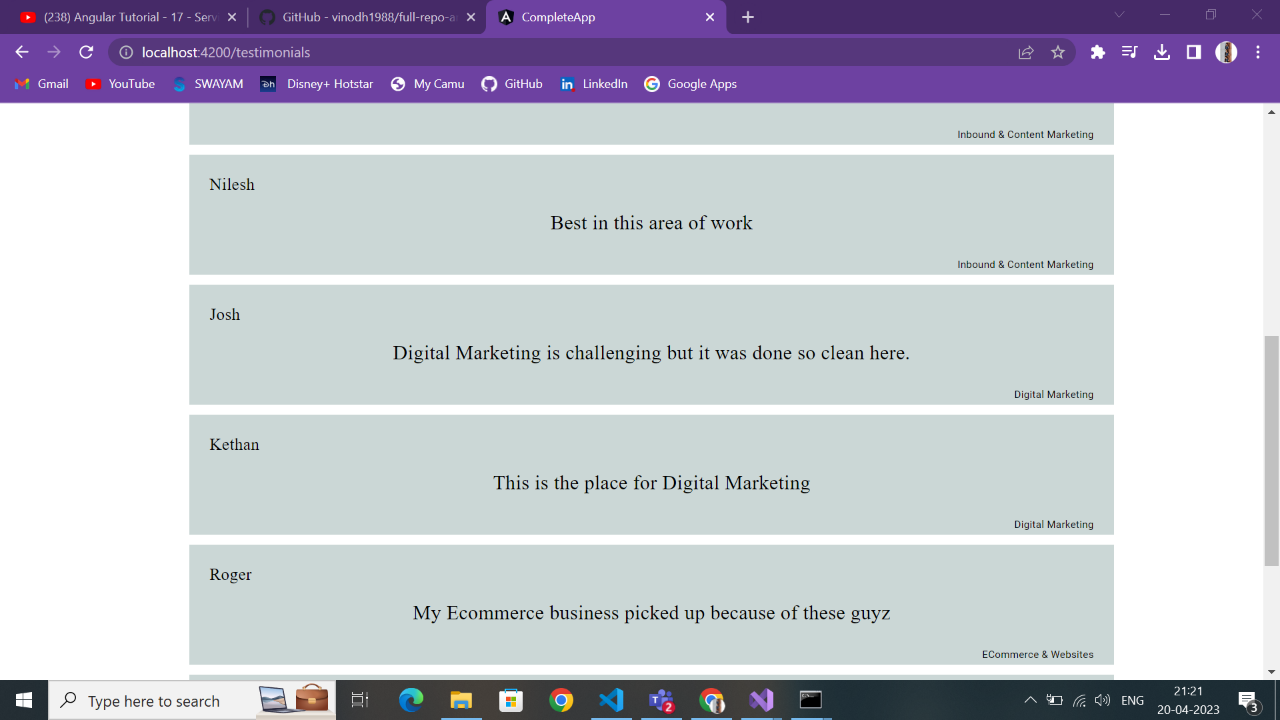 (238) Angular Tutorial - 17 - Serv
GitHub - vinodh1988/full-repo-a
CompleteApp
localhost:4200/testimonials
Gmail
YouTube
SWAYAM
Disney+ Hotstar
My Camu
GitHub
LinkedIn
Google Apps
Inbound & Content Marketing
Nilesh
Best in this area of work
Inbound & Content Marketing
Josh
Digital Marketing is challenging but it was done so clean here.
Digital Marketing
Kethan
This is the place for Digital Marketing
Digital Marketing
Roger
My Ecommerce business picked up because of these guyz
ECommerce & Websites
Type here to search
2
ENG
21:21
20-04-2023
3